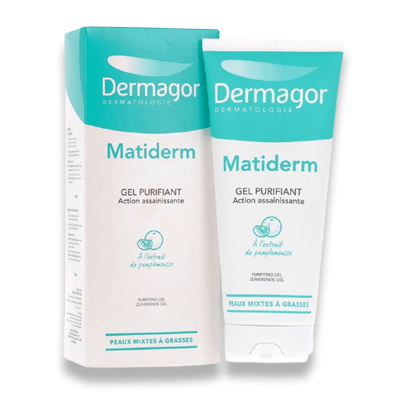 Dermagor
DERMATOLOGIE
Matiderm
GEL PURIFIANT
Action assainissante
À l'extrait
de pamplemousse
PURIFYING GEL
ZUIVERENDE GEL
PEAUX MIXTES À GRASSES
Dermagor
DERMATOLOGIE
Matiderm
GEL PURIFIANT
Action assainissante
À l'extrait
de pamplemousse
PURIFYING GEL
ZUIVERENDE GEL
PEAUX MIXTES À GRASSES